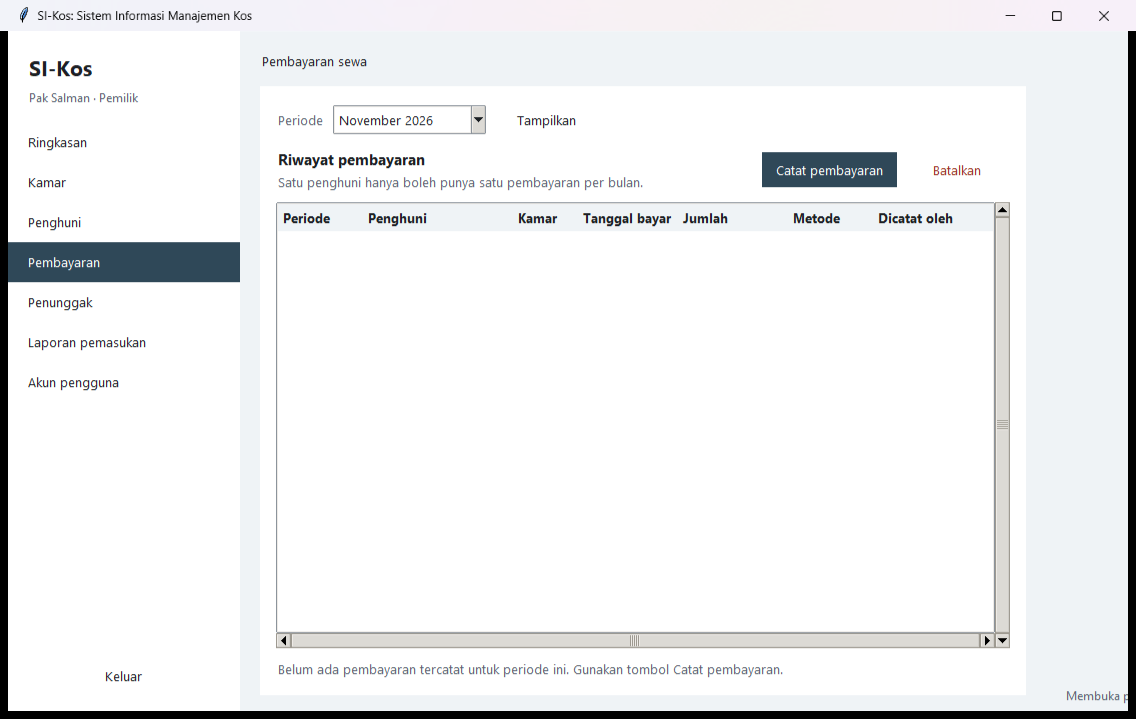 SI-Kos: Sistem Informasi Manajemen Kos
SI-Kos
Pak Salman · Pemilik
Ringkasan
Kamar
Penghuni
Pembayaran
Penunggak
Laporan pemasukan
Akun pengguna
Keluar
Pembayaran sewa
Periode November 2026 Tampilkan
Riwayat pembayaran
Satu penghuni hanya boleh punya satu pembayaran per bulan.
Catat pembayaran Batalkan
Periode Penghuni Kamar Tanggal bayar Jumlah Metode Dicatat oleh
Belum ada pembayaran tercatat untuk periode ini. Gunakan tombol Catat pembayaran.
Membuka